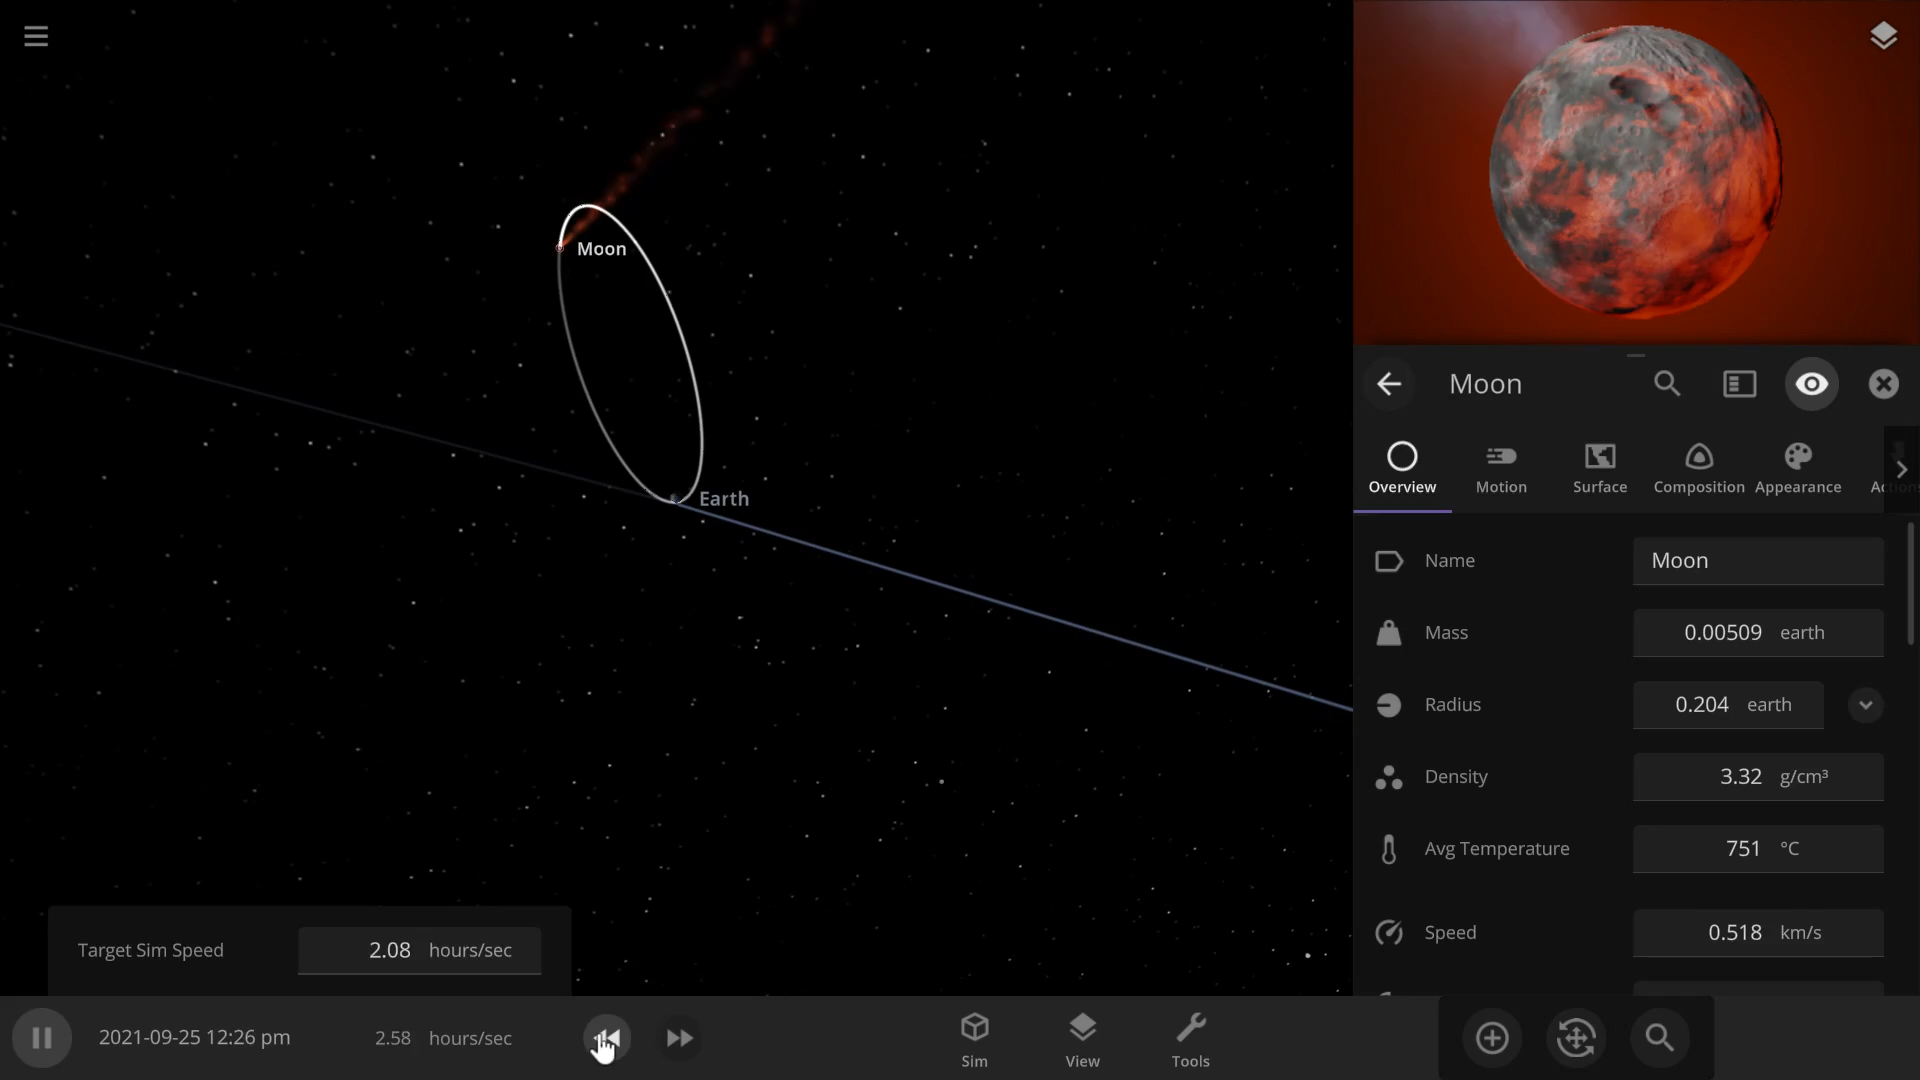 Moon
Earth
Moon
Overview
Motion
Surface
Composition
Appearance
Actions
Name
Moon
Mass
0.00509 earth
Radius
0.204 earth
Density
3.32 g/cm³
Avg Temperature
751 °C
Speed
0.518 km/s
Target Sim Speed
2.08 hours/sec
2021-09-25 12:26 pm
2.58 hours/sec
Sim
View
Tools